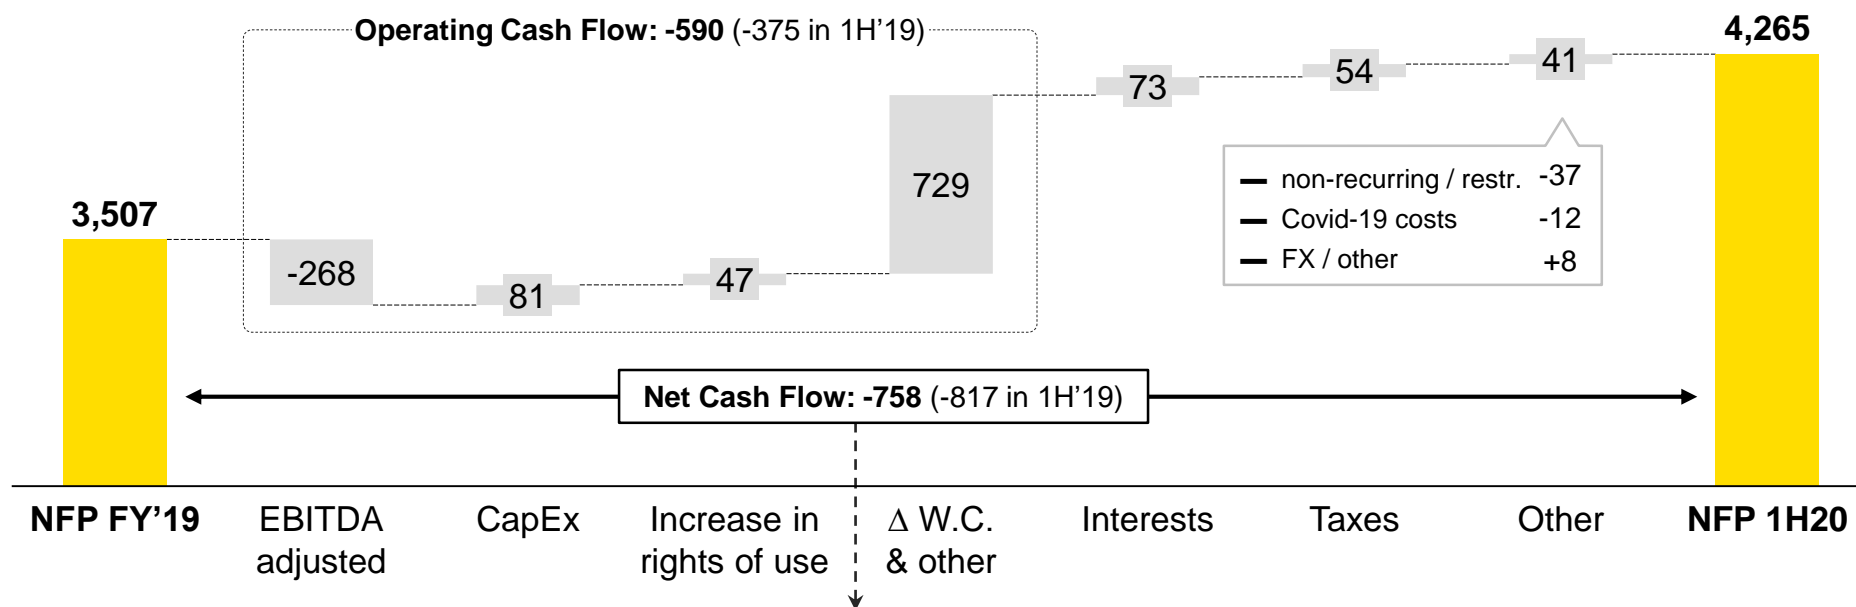 Operating Cash Flow: -590 (-375 in 1H’19)
4,265
41
54
73
729
non-recurring / restr. -37
Covid-19 costs -12
FX / other +8
3,507
-268
81
47
Net Cash Flow: -758 (-817 in 1H’19)
NFP FY’19
EBITDA
adjusted
CapEx
Increase in
rights of use
Δ W.C.
& other
Interests
Taxes
Other
NFP 1H20